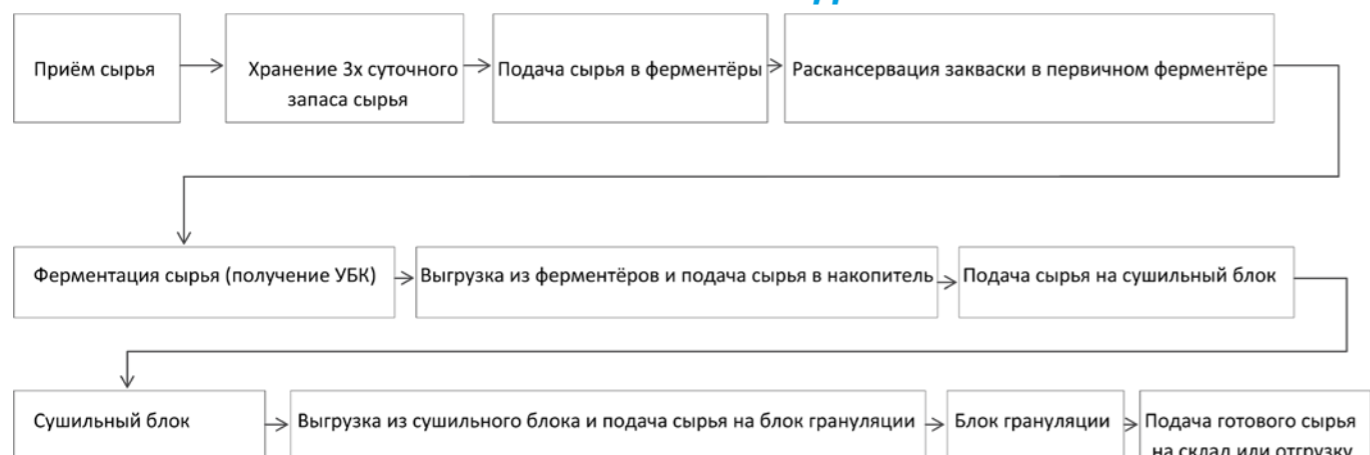 Приём сырья
Хранение 3х суточного
запаса сырья
Подача сырья в ферментёры
Раскансервация закваски в первичном ферментёре
Ферментация сырья (получение УБК)
Выгрузка из ферментёров и подача сырья в накопитель
Подача сырья на сушильный блок
Сушильный блок
Выгрузка из сушильного блока и подача сырья на блок грануляции
Блок грануляции
Подача готового сырья
на склад или отгрузку